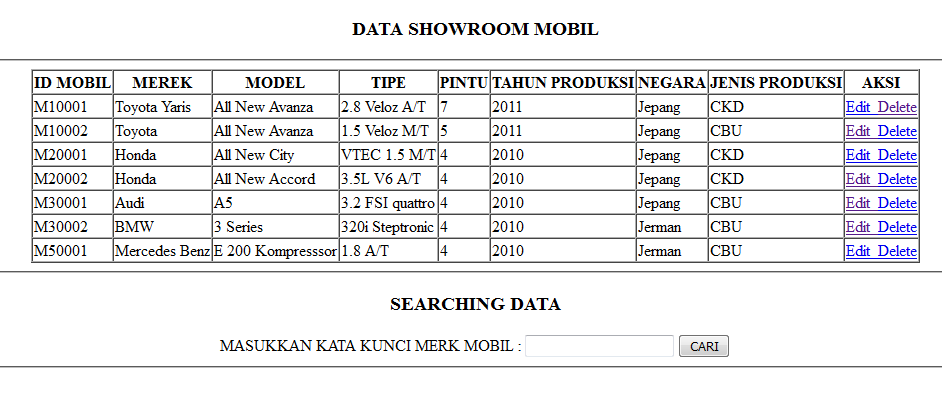 DATA SHOWROOM MOBIL
ID MOBIL MEREK MODEL TIPE PINTU TAHUN PRODUKSI NEGARA JENIS PRODUKSI AKSI
M10001 Toyota Yaris All New Avanza 2.8 Veloz A/T 7 2011 Jepang CKD Edit Delete
M10002 Toyota All New Avanza 1.5 Veloz M/T 5 2011 Jepang CBU Edit Delete
M20001 Honda All New City VTEC 1.5 M/T 4 2010 Jepang CKD Edit Delete
M20002 Honda All New Accord 3.5L V6 A/T 4 2010 Jepang CKD Edit Delete
M30001 Audi A5 3.2 FSI quattro 4 2010 Jepang CBU Edit Delete
M30002 BMW 3 Series 320i Steptronic 4 2010 Jerman CBU Edit Delete
M50001 Mercedes Benz E 200 Kompresssor 1.8 A/T 4 2010 Jerman CBU Edit Delete
SEARCHING DATA
MASUKKAN KATA KUNCI MERK MOBIL : CARI